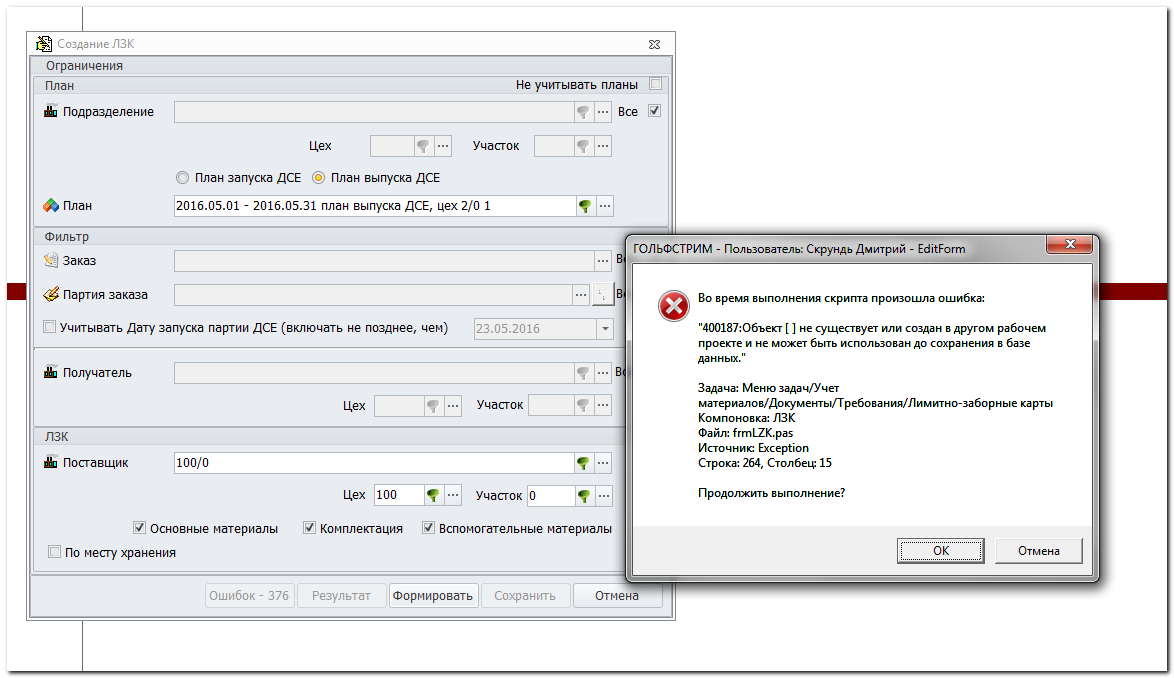 Создание ЛЗК
Ограничения
План
Не учитывать планы
Подразделение
Все
Цех
Участок
План запуска ДСЕ
План выпуска ДСЕ
План
2016.05.01 - 2016.05.31 план выпуска ДСЕ, цех 2/0 1
Фильтр
Заказ
Партия заказа
Учитывать Дату запуска партии ДСЕ (включать не позднее, чем)
23.05.2016
Получатель
Цех
Участок
ЛЗК
Поставщик
100/0
Цех
100
Участок
0
Основные материалы
Комплектация
Вспомогательные материалы
По месту хранения
Ошибок - 376
Результат
Формировать
Сохранить
Отмена
ГОЛЬФСТРИМ - Пользователь: Скрундь Дмитрий - EditForm
Во время выполнения скрипта произошла ошибка:
"400187:Объект [ ] не существует или создан в другом рабочем
проекте и не может быть использован до сохранения в базе
данных."
Задача: Меню задач/Учет
материалов/Документы/Требования/Лимитно-заборные карты
Компоновка: ЛЗК
Файл: frmLZK.pas
Источник: Exception
Строка: 264, Столбец: 15
Продолжить выполнение?
ОК
Отмена